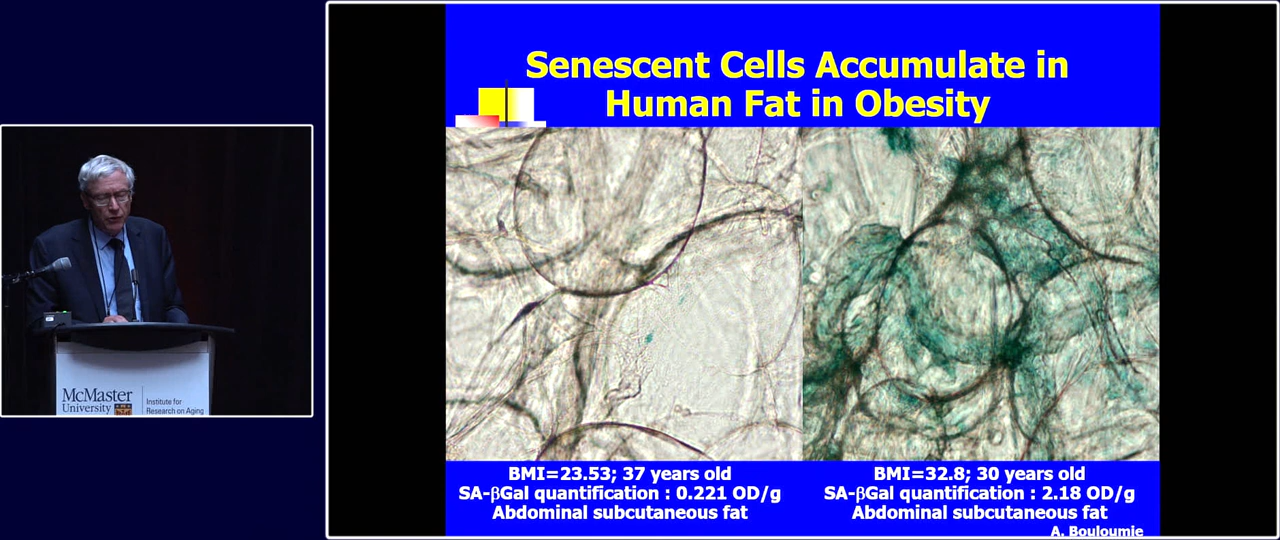 Senescent Cells Accumulate in
Human Fat in Obesity
BMI=23.53; 37 years old
SA-βGal quantification : 0.221 OD/g
Abdominal subcutaneous fat
BMI=32.8; 30 years old
SA-βGal quantification : 2.18 OD/g
Abdominal subcutaneous fat
A. Bouloumie
McMaster
University
Institute for
Research on Aging